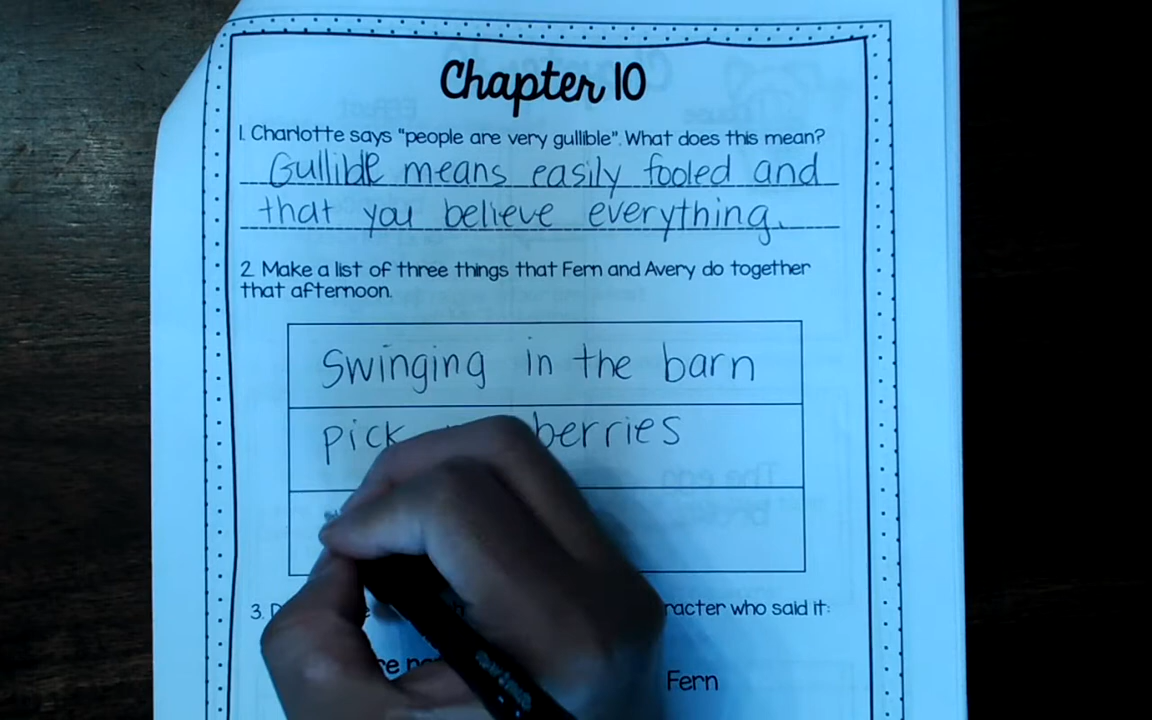 Chapter 10
1. Charlotte says "people are very gullible". What does this mean?
Gullible means easily fooled and
that you believe everything.
2. Make a list of three things that Fern and Avery do together
that afternoon.
Swinging in the barn
pick berries
3. racter who said it:
Fern